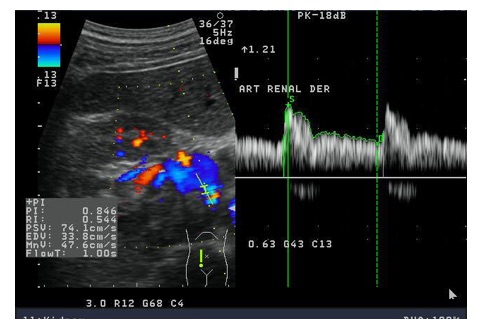 .13
36/37
5Hz
16deg
PK-18dB
↑1.21
.13
F13
ART RENAL DER
S
D
+PI
PI: 0.846
RI: 0.544
PSV: 74.1cm/s
EDV: 33.8cm/s
MnV: 47.6cm/s
FlowT: 1.00s
0.63 G43 C13
3.0 R12 G68 C4